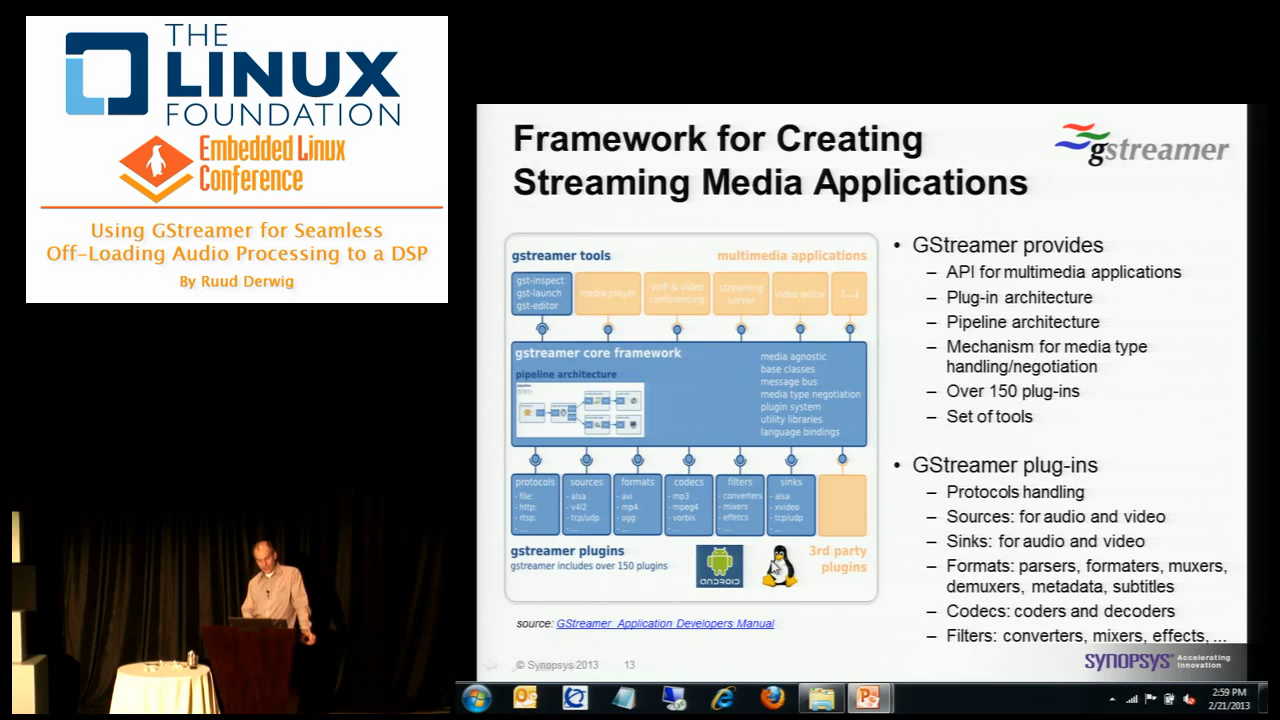 THE
LINUX
FOUNDATION
Embedded Linux
Conference
Using GStreamer for Seamless
Off-Loading Audio Processing to a DSP
By Ruud Derwig
Framework for Creating
Streaming Media Applications
gstreamer
gstreamer tools
multimedia applications
gst-inspect
gst-launch
gst-editor
media player
VoIP & video
conferencing
streaming
server
video editor
(...)
gstreamer core framework
pipeline architecture
media agnostic
base classes
message bus
media type negotiation
plugin system
utility libraries
language bindings
protocols
- file:
- http:
- rtsp:
- ...
sources
- alsa
- v4l2
- tcp/udp
- ...
formats
- avi
- mp4
- ogg
- ...
codecs
- mp3
- mpeg4
- vorbis
- ...
filters
- converters
- mixers
- effetcs
- ...
sinks
- alsa
- xvideo
- tcp/udp
- ...
gstreamer plugins
gstreamer includes over 150 plugins
ANDROID
3rd party
plugins
source: GStreamer Application Developers Manual
• GStreamer provides
– API for multimedia applications
– Plug-in architecture
– Pipeline architecture
– Mechanism for media type
handling/negotiation
– Over 150 plug-ins
– Set of tools
• GStreamer plug-ins
– Protocols handling
– Sources: for audio and video
– Sinks: for audio and video
– Formats: parsers, formaters, muxers,
demuxers, metadata, subtitles
– Codecs: coders and decoders
– Filters: converters, mixers, effects, ...
© Synopsys 2013 13
SYNOPSYS Accelerating
Innovation
2:59 PM
2/21/2013